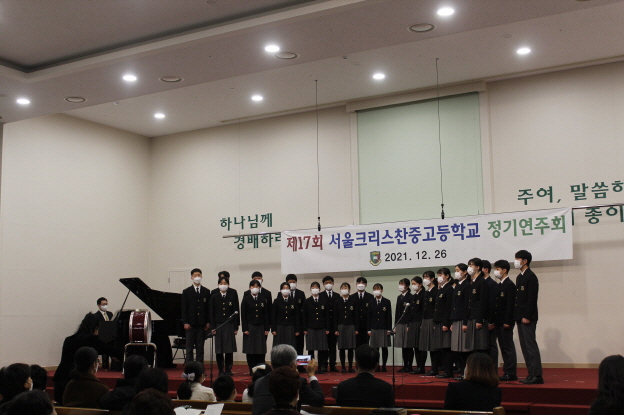 하나님께
경배하라
주여, 말씀하
종이
제17회 서울크리스찬중고등학교 정기연주회
2021. 12. 26